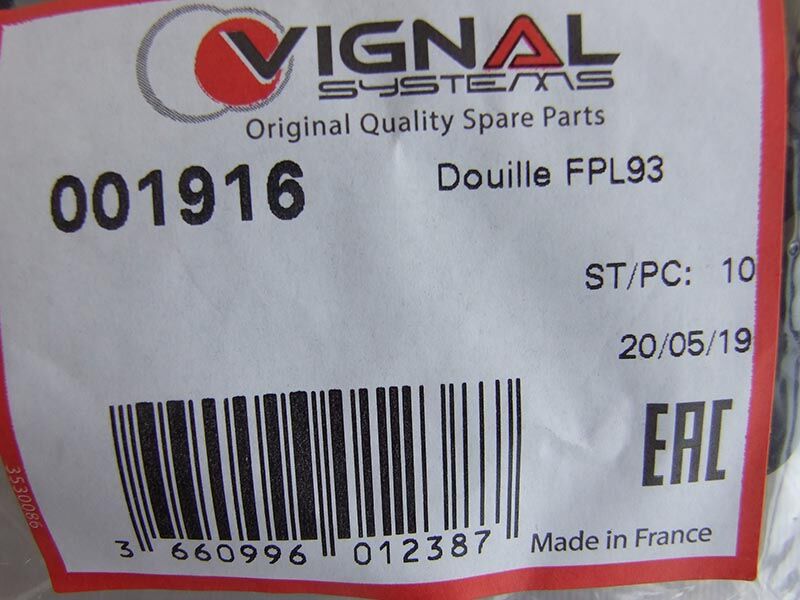 VIGNAL
SYSTEMS
Original Quality Spare Parts
001916
Douille FPL93
ST/PC: 10
20/05/19
EAC
3 660996 012387
Made in France
3530086